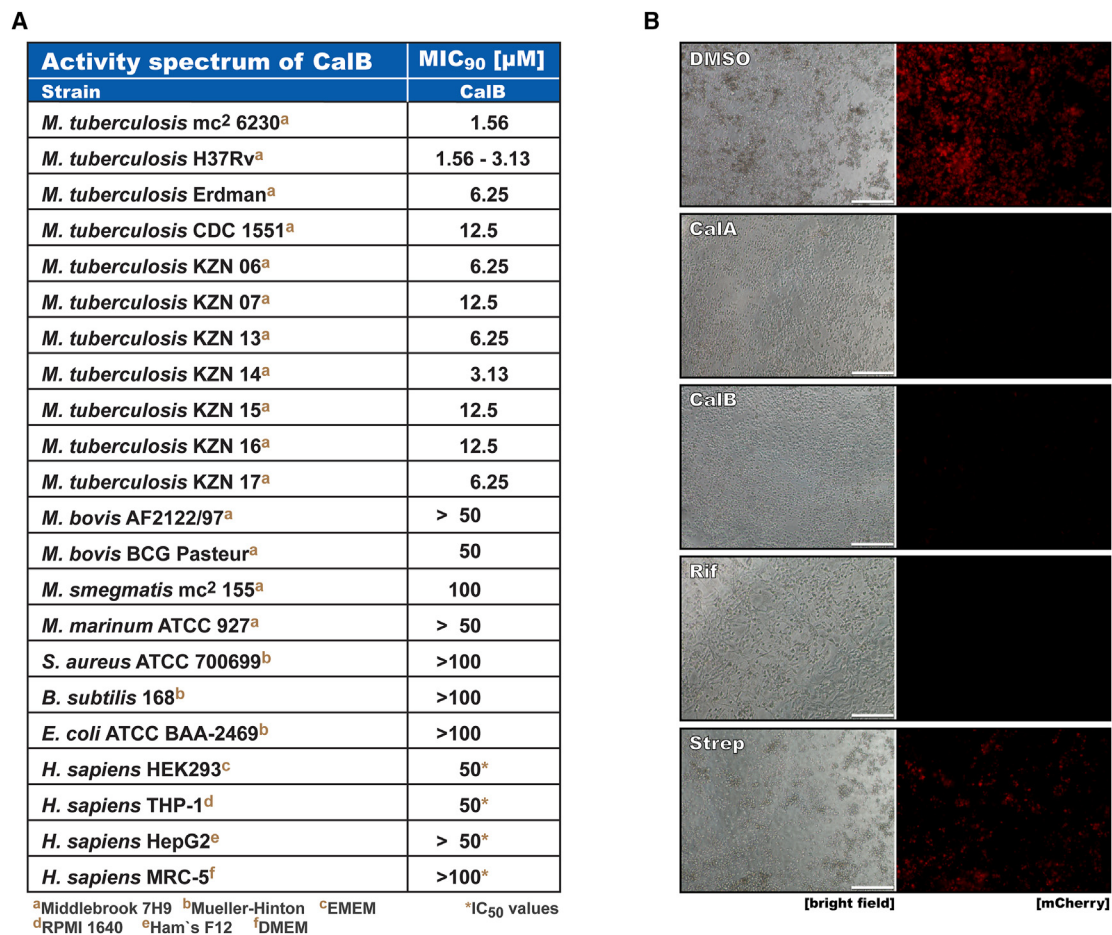 A
B
Activity spectrum of CalB MIC90 [µM]
Strain CalB
M. tuberculosis mc2 6230a 1.56
M. tuberculosis H37Rva 1.56 - 3.13
M. tuberculosis Erdmana 6.25
M. tuberculosis CDC 1551a 12.5
M. tuberculosis KZN 06a 6.25
M. tuberculosis KZN 07a 12.5
M. tuberculosis KZN 13a 6.25
M. tuberculosis KZN 14a 3.13
M. tuberculosis KZN 15a 12.5
M. tuberculosis KZN 16a 12.5
M. tuberculosis KZN 17a 6.25
M. bovis AF2122/97a > 50
M. bovis BCG Pasteura 50
M. smegmatis mc2 155a 100
M. marinum ATCC 927a > 50
S. aureus ATCC 700699b >100
B. subtilis 168b >100
E. coli ATCC BAA-2469b >100
H. sapiens HEK293c 50*
H. sapiens THP-1d 50*
H. sapiens HepG2e > 50*
H. sapiens MRC-5f >100*
aMiddlebrook 7H9 bMueller-Hinton cEMEM *IC50 values
dRPMI 1640 eHam`s F12 fDMEM
DMSO
CalA
CalB
Rif
Strep
[bright field] [mCherry]